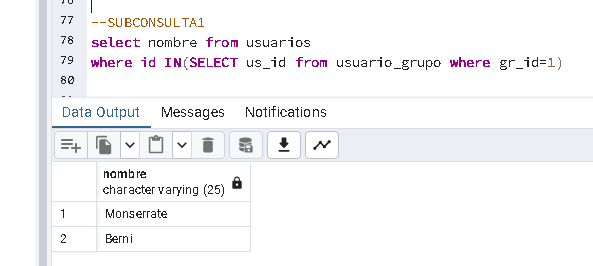 76
77 --SUBCONSULTA1
78 select nombre from usuarios
79 where id IN(SELECT us_id from usuario_grupo where gr_id=1)
80
Data Output Messages Notifications
nombre
character varying (25)
1 Monserrate
2 Berni